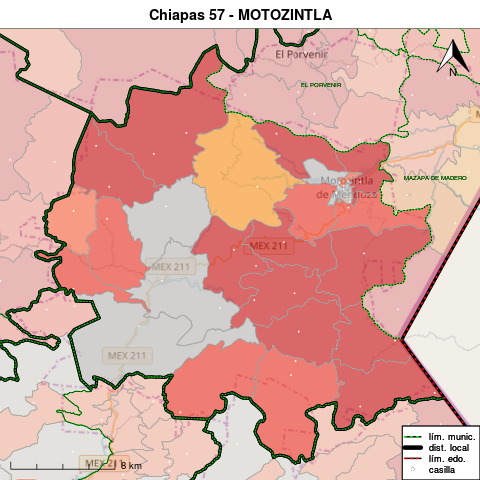 Chiapas 57 - MOTOZINTLA
El Porvenir
EL PORVENIR
N
MAZAPA DE MADERO
Motozintla
de Mendoza
MEX 211
MEX 211
MEX 211
MEX 211
8 km
lím. munic.
dist. local
lím. edo.
casilla